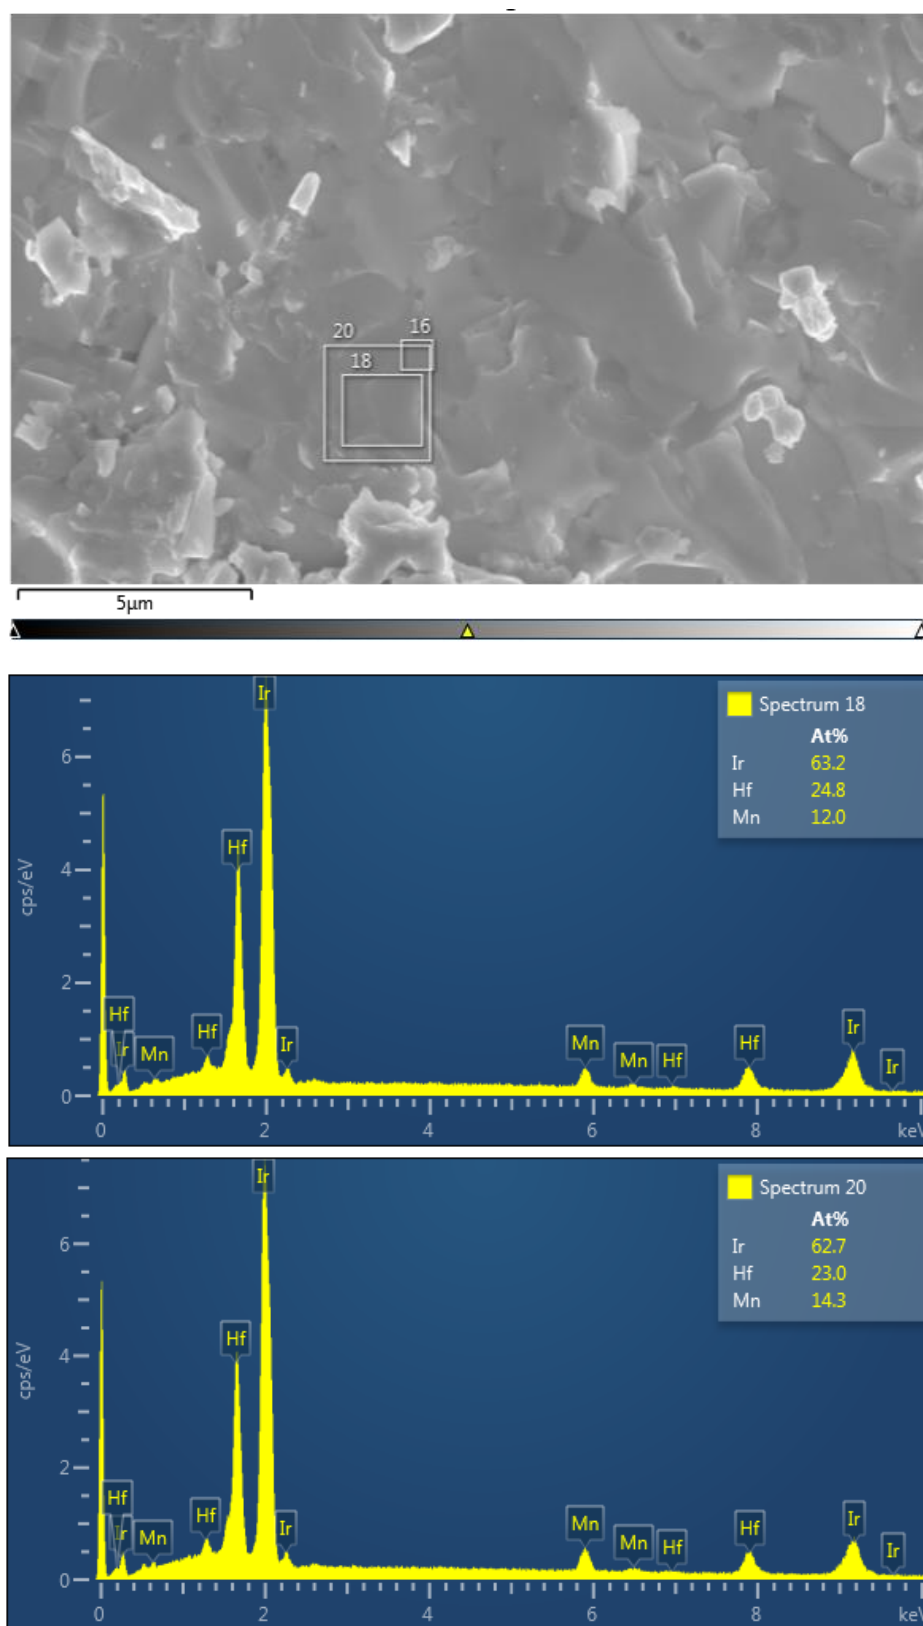 20 16
18
5µm
Ir
Spectrum 18
At%
Ir 63.2
Hf 24.8
Mn 12.0
6
Hf
4
cps/eV
2
Hf
Ir
Mn
Hf
Ir
Mn
Mn
Hf
Hf
Ir
Ir
0
0 2 4 6 8 keV
Ir
Spectrum 20
At%
Ir 62.7
Hf 23.0
Mn 14.3
6
Hf
4
cps/eV
2
Hf
Ir
Mn
Hf
Ir
Mn
Mn
Hf
Hf
Ir
Ir
0
0 2 4 6 8 keV